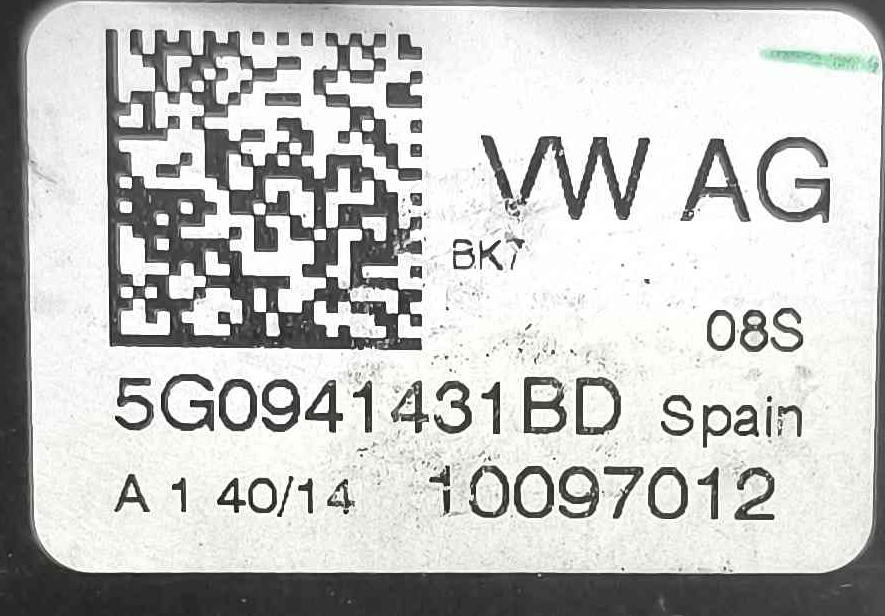 VW AG
BK7
08S
5G0941431BD Spain
A 1 40/14 10097012